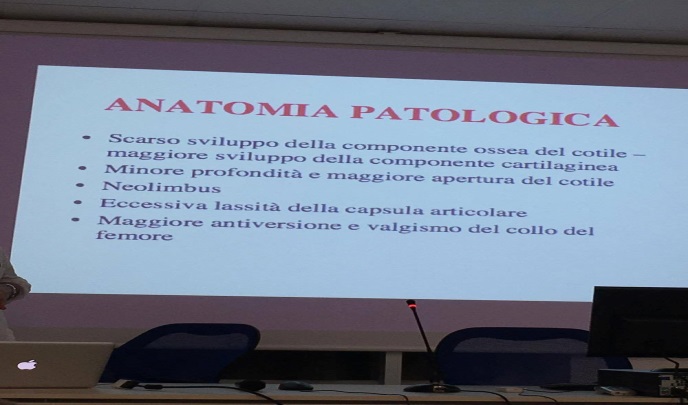 ANATOMIA PATOLOGICA
• Scarso sviluppo della componente ossea del cotile –
maggiore sviluppo della componente cartilaginea
• Minore profondità e maggiore apertura del cotile
• Neolimbus
• Eccessiva lassità della capsula articolare
• Maggiore antiversione e valgismo del collo del
femore